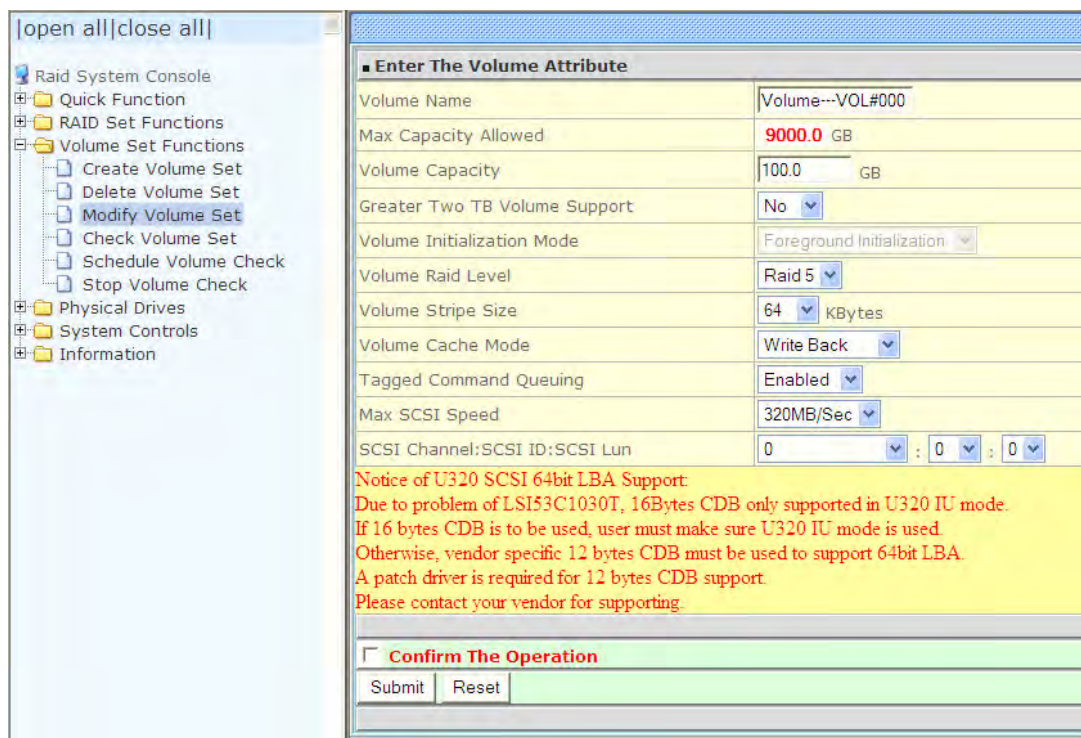 |open all|close all|
Raid System Console
Quick Function
RAID Set Functions
Volume Set Functions
Create Volume Set
Delete Volume Set
Modify Volume Set
Check Volume Set
Schedule Volume Check
Stop Volume Check
Physical Drives
System Controls
Information
Enter The Volume Attribute
Volume Name Volume---VOL#000
Max Capacity Allowed 9000.0 GB
Volume Capacity 100.0 GB
Greater Two TB Volume Support No
Volume Initialization Mode Foreground Initialization
Volume Raid Level Raid 5
Volume Stripe Size 64 KBytes
Volume Cache Mode Write Back
Tagged Command Queuing Enabled
Max SCSI Speed 320MB/Sec
SCSI Channel:SCSI ID:SCSI Lun 0 : 0 : 0
Notice of U320 SCSI 64bit LBA Support:
Due to problem of LSI53C1030T, 16Bytes CDB only supported in U320 IU mode.
If 16 bytes CDB is to be used, user must make sure U320 IU mode is used.
Otherwise, vendor specific 12 bytes CDB must be used to support 64bit LBA.
A patch driver is required for 12 bytes CDB support.
Please contact your vendor for supporting.
Confirm The Operation
Submit Reset